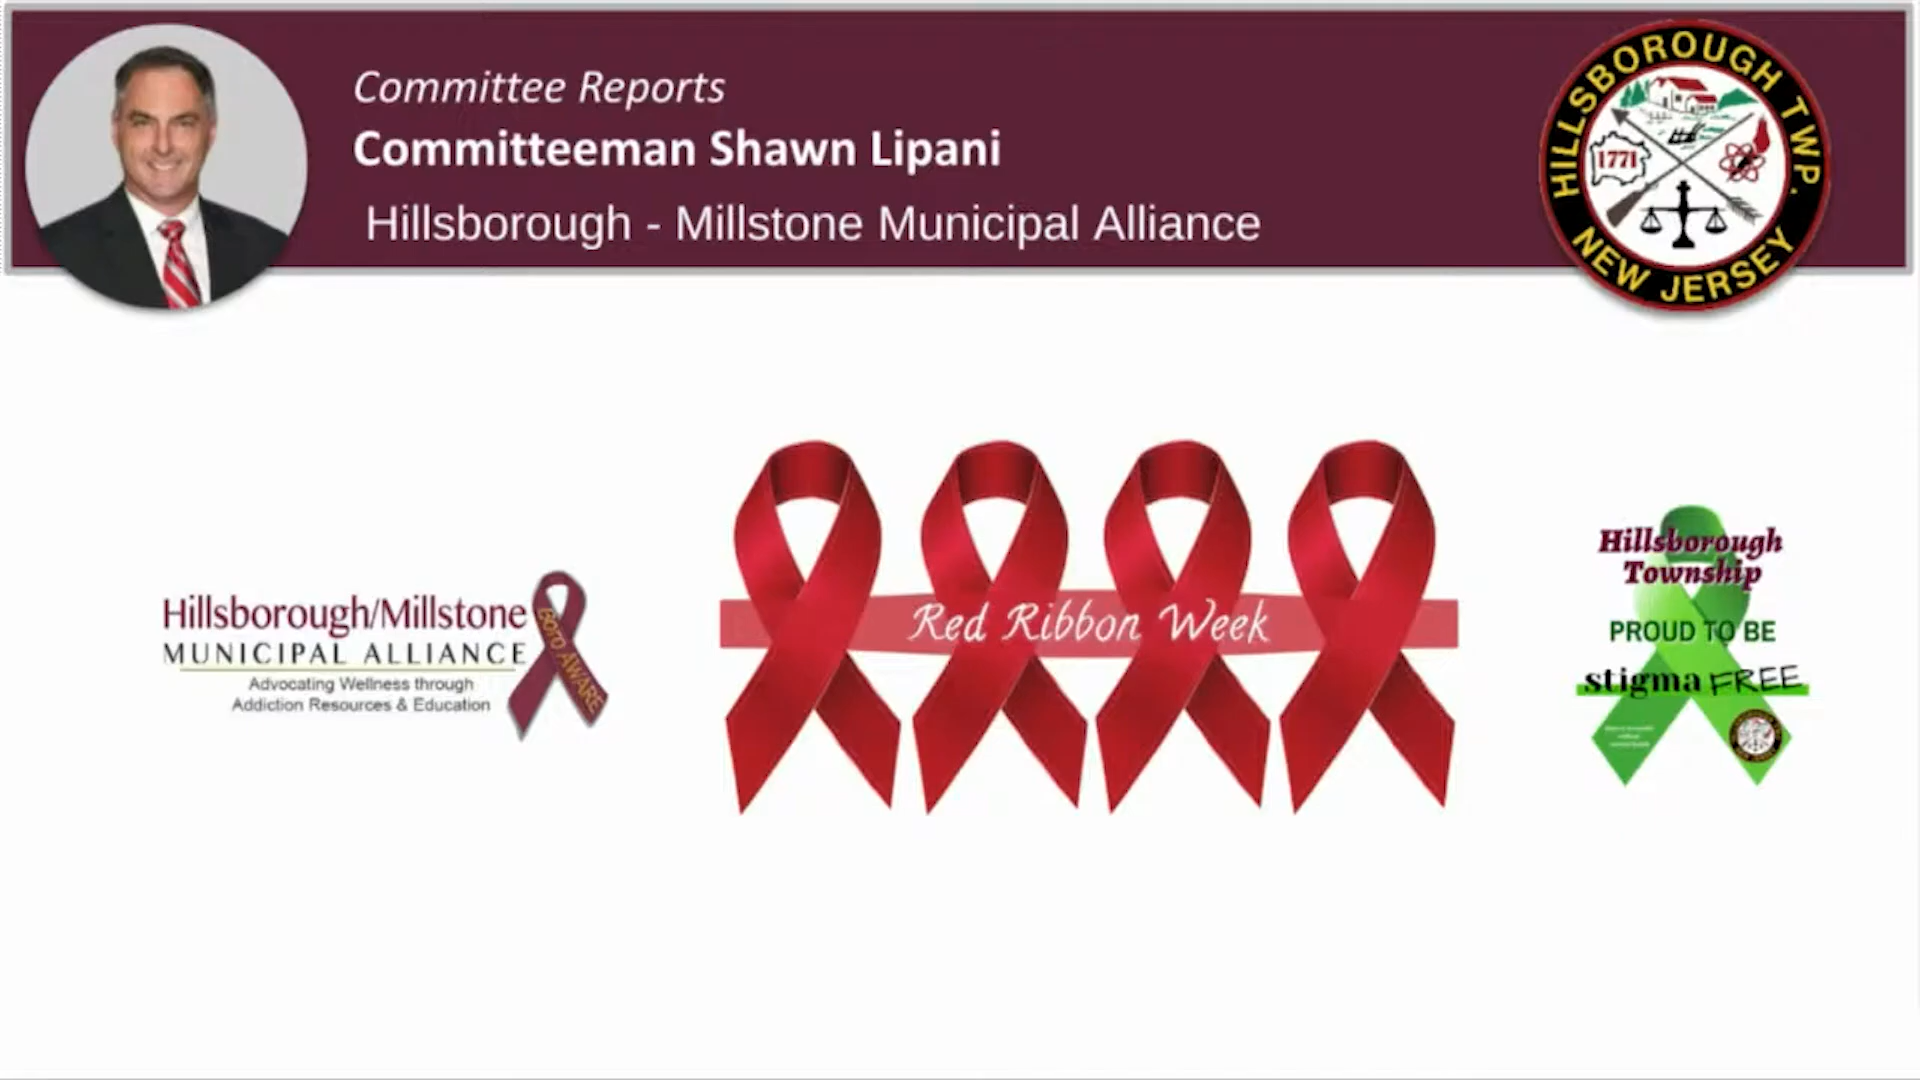 Committee Reports
Committeeman Shawn Lipani
Hillsborough - Millstone Municipal Alliance
HILLSBOROUGH TWP.
1771
NEW JERSEY
Hillsborough/Millstone
MUNICIPAL ALLIANCE
Advocating Wellness through
Addiction Resources & Education
BORO AWARE
Red Ribbon Week
Hillsborough
Township
PROUD TO BE
stigma FREE